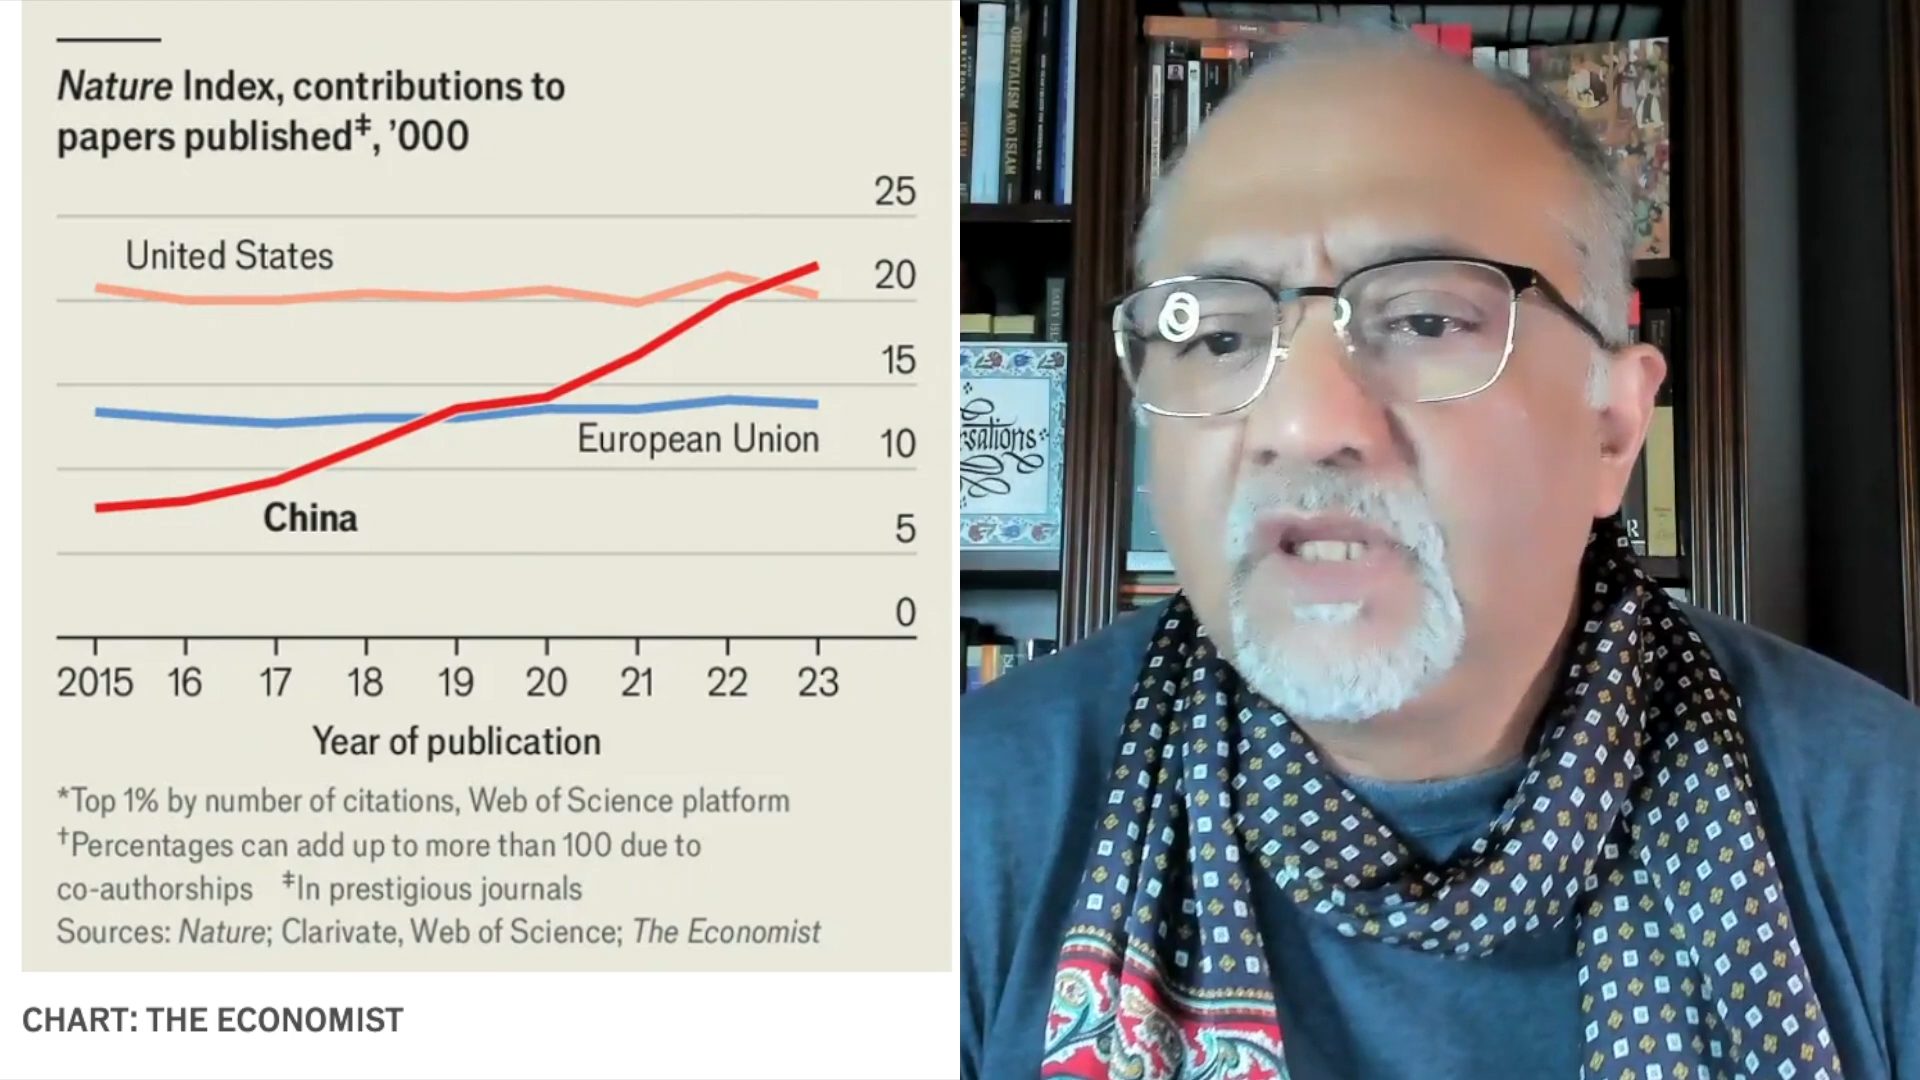 Nature Index, contributions to
papers published‡, ’000
25
United States
20
15
European Union
10
China
5
0
2015 16 17 18 19 20 21 22 23
Year of publication
*Top 1% by number of citations, Web of Science platform
†Percentages can add up to more than 100 due to
co-authorships ‡In prestigious journals
Sources: Nature; Clarivate, Web of Science; The Economist
CHART: THE ECONOMIST
ORIENTALISM AND ISLAM